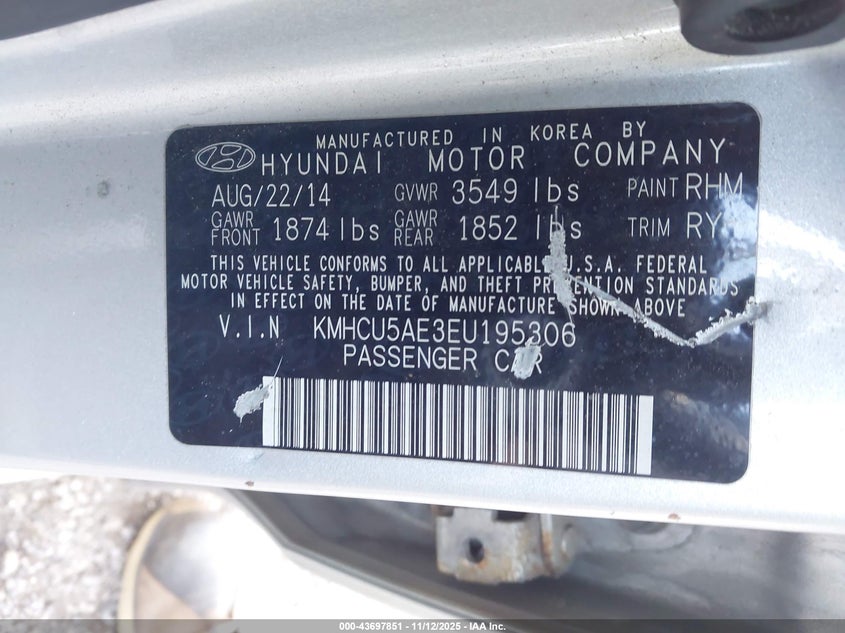 MANUFACTURED IN KOREA BY
HYUNDAI MOTOR COMPANY
AUG/22/14 GVWR 3549 lbs PAINT RHM
GAWR FRONT 1874 lbs GAWR REAR 1852 lbs TRIM RY
THIS VEHICLE CONFORMS TO ALL APPLICABLE U.S.A. FEDERAL
MOTOR VEHICLE SAFETY, BUMPER, AND THEFT PREVENTION STANDARDS
IN EFFECT ON THE DATE OF MANUFACTURE SHOWN ABOVE
V.I.N KMHCU5AE3EU195306
PASSENGER CAR
000-43697851 - 11/12/2025 - IAA Inc.